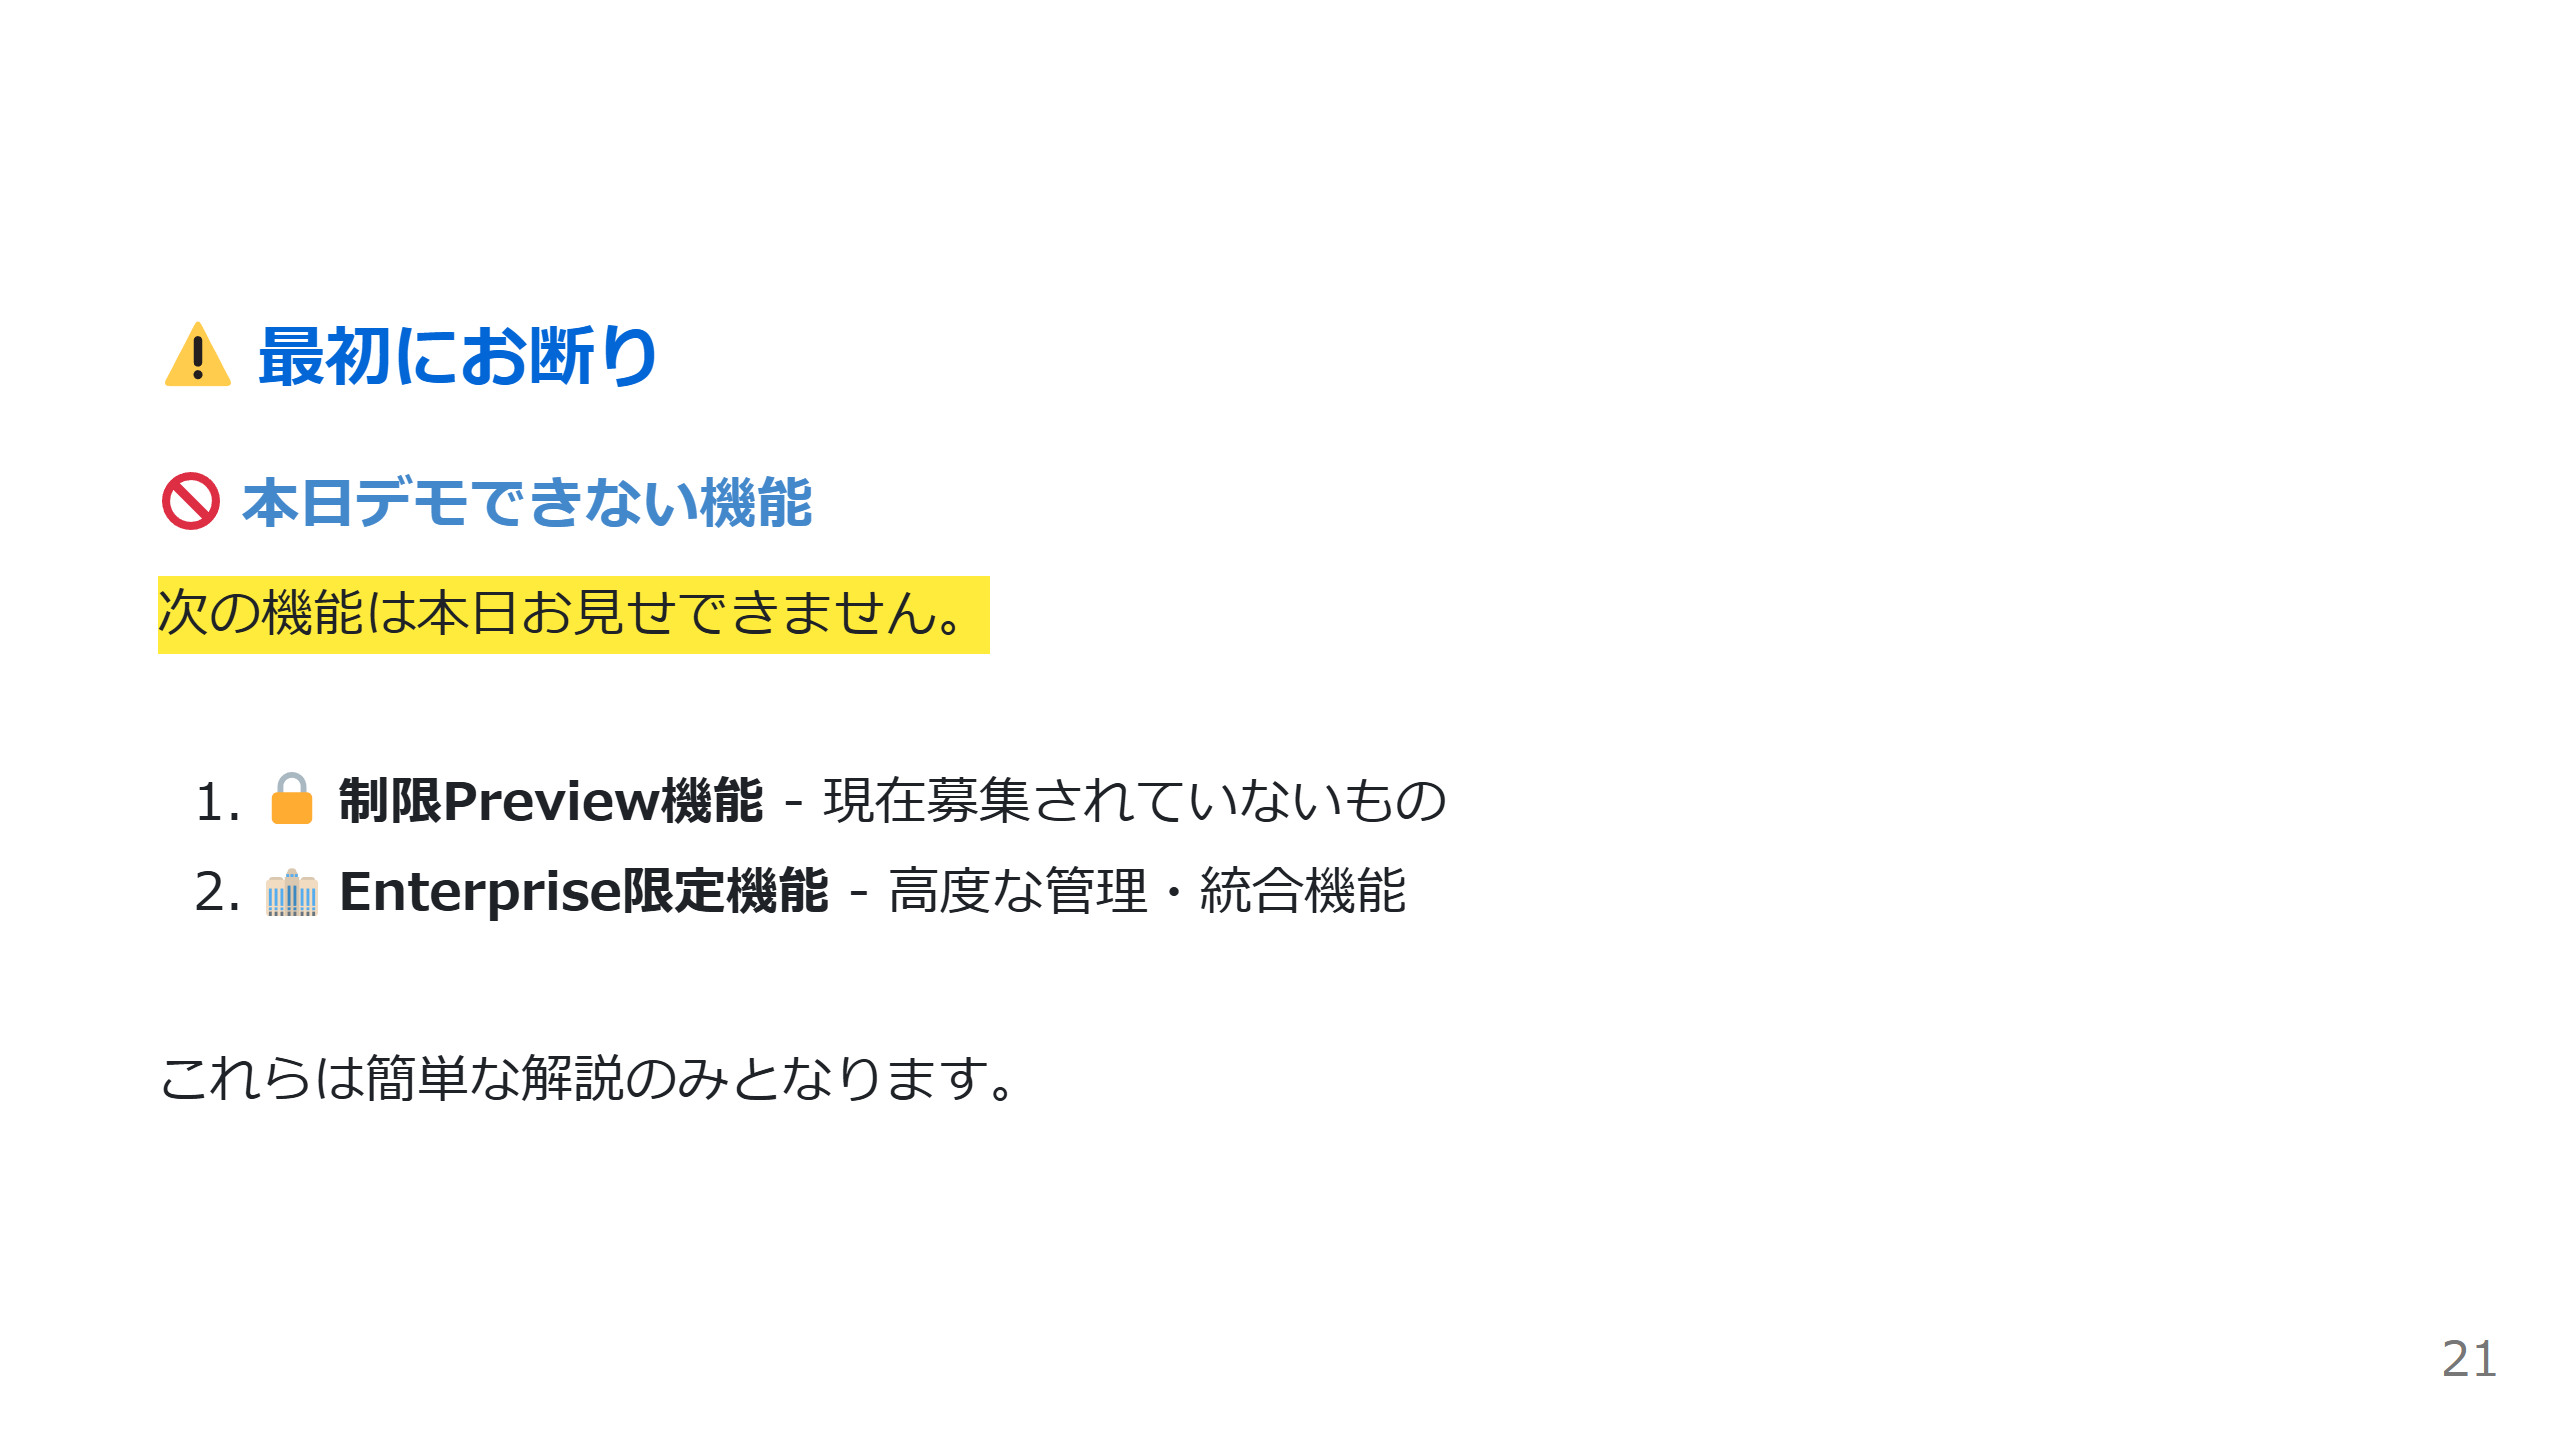 ⚠️ 最初にお断り
🚫 本日デモできない機能
次の機能は本日お見せできません。
1. 🔒 制限Preview機能 - 現在募集されていないもの
2. 🏢 Enterprise限定機能 - 高度な管理・統合機能
これらは簡単な解説のみとなります。
21